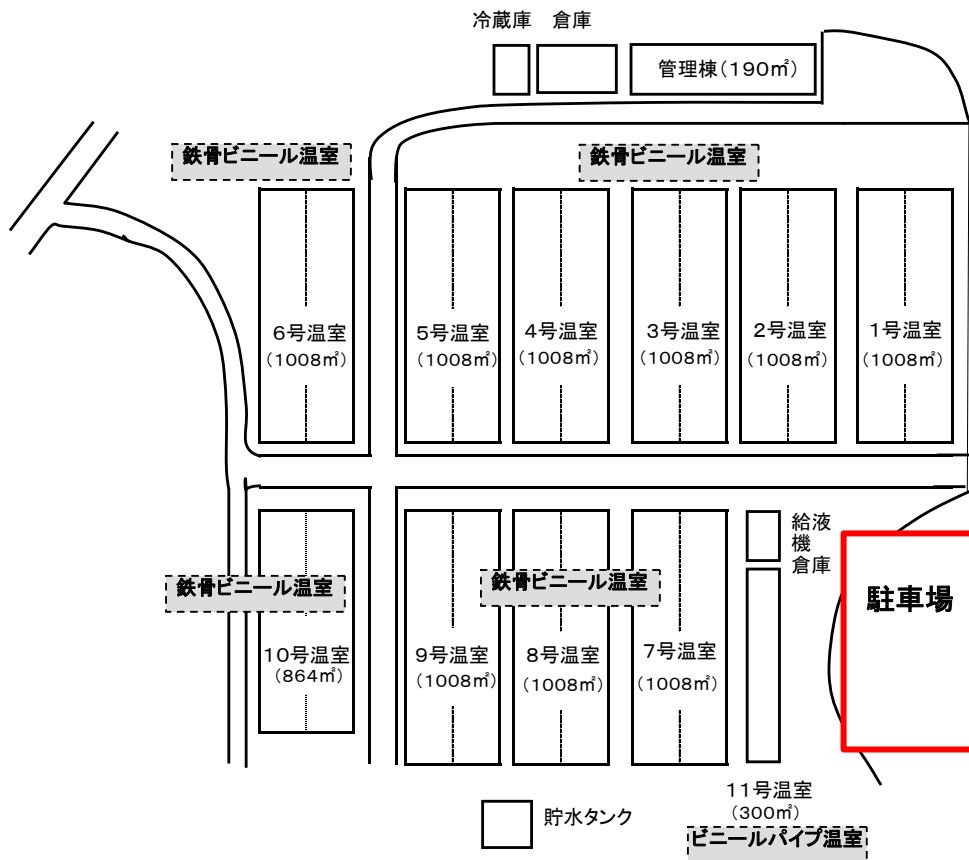 冷蔵庫 倉庫
管理棟(190㎡)
鉄骨ビニール温室
鉄骨ビニール温室
6号温室
(1008㎡)
5号温室
(1008㎡)
4号温室
(1008㎡)
3号温室
(1008㎡)
2号温室
(1008㎡)
1号温室
(1008㎡)
給液
機
倉庫
鉄骨ビニール温室
鉄骨ビニール温室
駐車場
10号温室
(864㎡)
9号温室
(1008㎡)
8号温室
(1008㎡)
7号温室
(1008㎡)
11号温室
(300㎡)
貯水タンク
ビニールパイプ温室